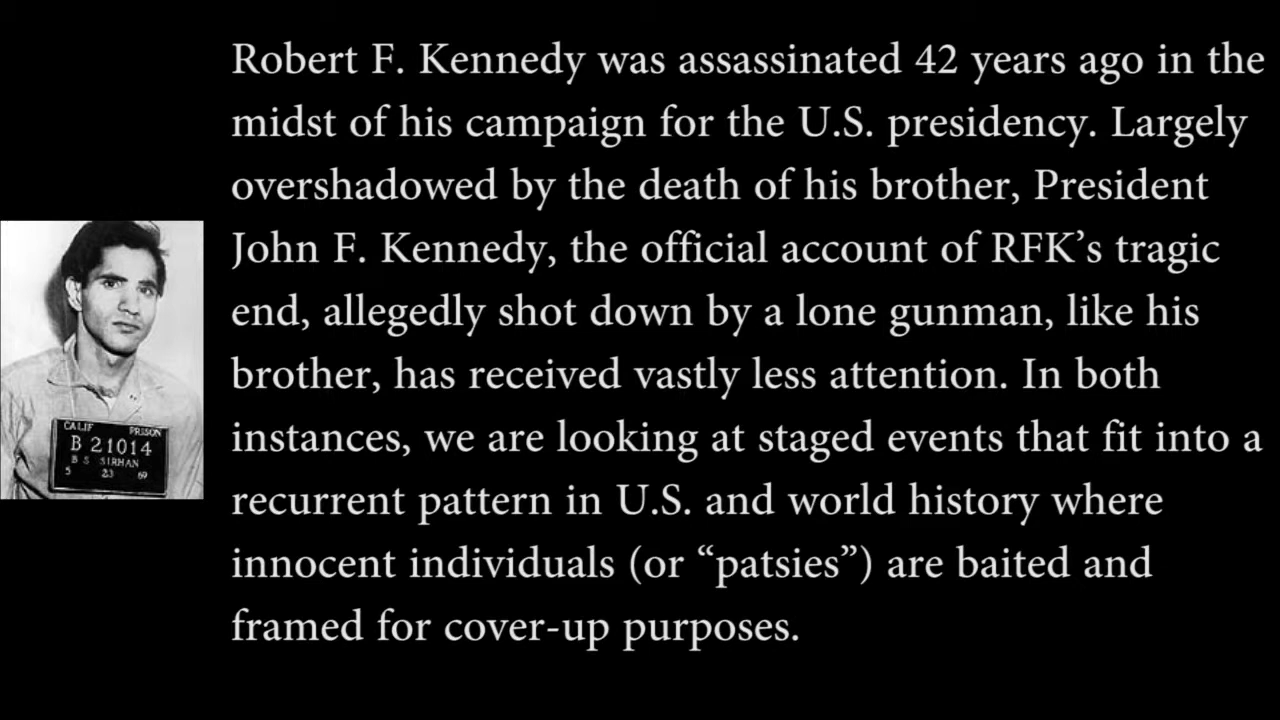 Robert F. Kennedy was assassinated 42 years ago in the
midst of his campaign for the U.S. presidency. Largely
overshadowed by the death of his brother, President
John F. Kennedy, the official account of RFK’s tragic
end, allegedly shot down by a lone gunman, like his
brother, has received vastly less attention. In both
instances, we are looking at staged events that fit into a
recurrent pattern in U.S. and world history where
innocent individuals (or “patsies”) are baited and
framed for cover-up purposes.
CALIF PRISON
B 21014
B S SIRHAN
5 23 69